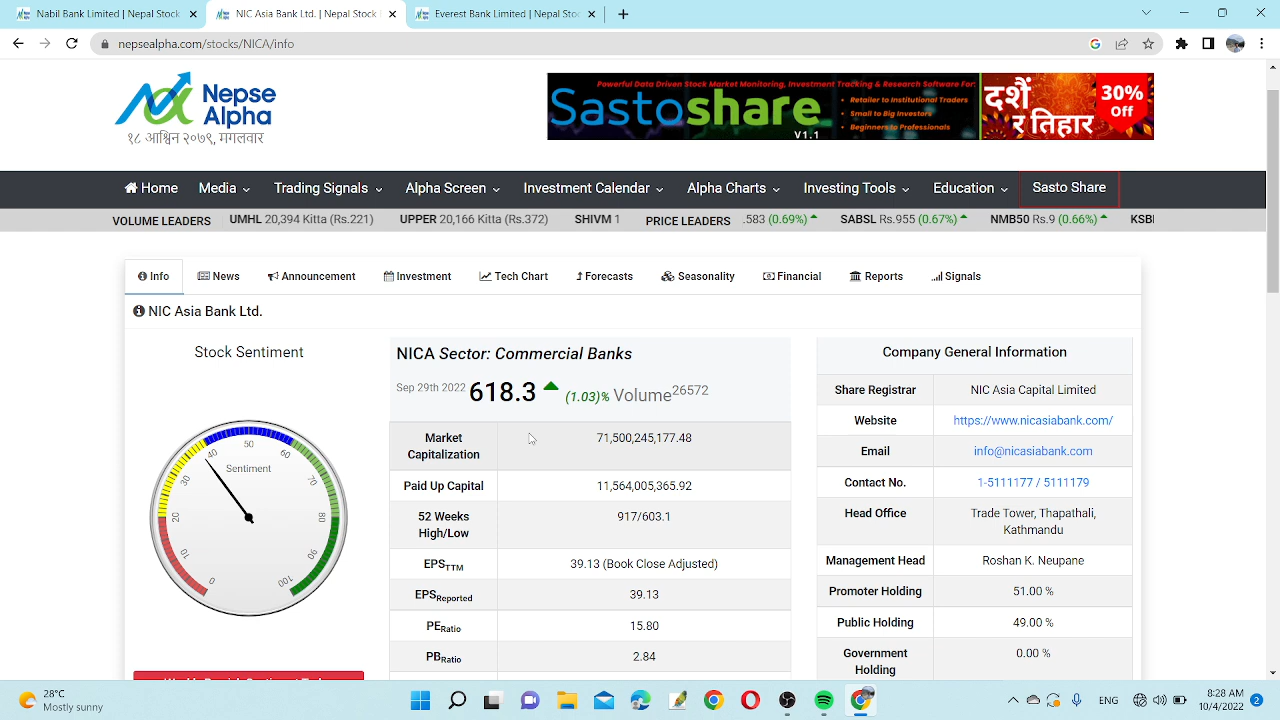 Nabil Bank Limited | Nepal Stock
Nabil Bank Limited | Nepal Stock
Nabil Bank Limited | Nepal Stoc
nepsealpha.com/stocks/NICA/info
Nepse
Alpha
१८ आश्विन २०७९, मंगलवार
Powerful Data Driven Stock Market Monitoring, Investment Tracking & Research Software For:
Sastoshare
V1.1
• Retailer to Institutional Traders
• Small to Big Investors
• Beginners to Professionals
दशैं
र तिहार
30%
Off
Home Media Trading Signals Alpha Screen Investment Calendar Alpha Charts Investing Tools Education Sasto Share
VOLUME LEADERS UMHL 20,394 Kitta (Rs.221) UPPER 20,166 Kitta (Rs.372) SHIVM 1 PRICE LEADERS .583 (0.69%) SABSL Rs.955 (0.67%) NMB50 Rs.9 (0.66%) KSBI
Info News Announcement Investment Tech Chart Forecasts Seasonality Financial Reports Signals
NIC Asia Bank Ltd.
Stock Sentiment
0 10 20 30 40 50 60 70 80 90 100
Sentiment
NICA Sector: Commercial Banks
Sep 29th 2022 618.3 (1.03)% Volume 26572
Market Capitalization 71,500,245,177.48
Paid Up Capital 11,564,005,365.92
52 Weeks High/Low 917/603.1
EPS TTM 39.13 (Book Close Adjusted)
EPS Reported 39.13
PE Ratio 15.80
PB Ratio 2.84
Company General Information
Share Registrar NIC Asia Capital Limited
Website https://www.nicasiabank.com/
Email info@nicasiabank.com
Contact No. 1-5111177 / 5111179
Head Office Trade Tower, Thapathali, Kathmandu
Management Head Roshan K. Neupane
Promoter Holding 51.00 %
Public Holding 49.00 %
Government Holding 0.00 %
28°C
Mostly sunny
ENG
8:28 AM
10/4/2022
2